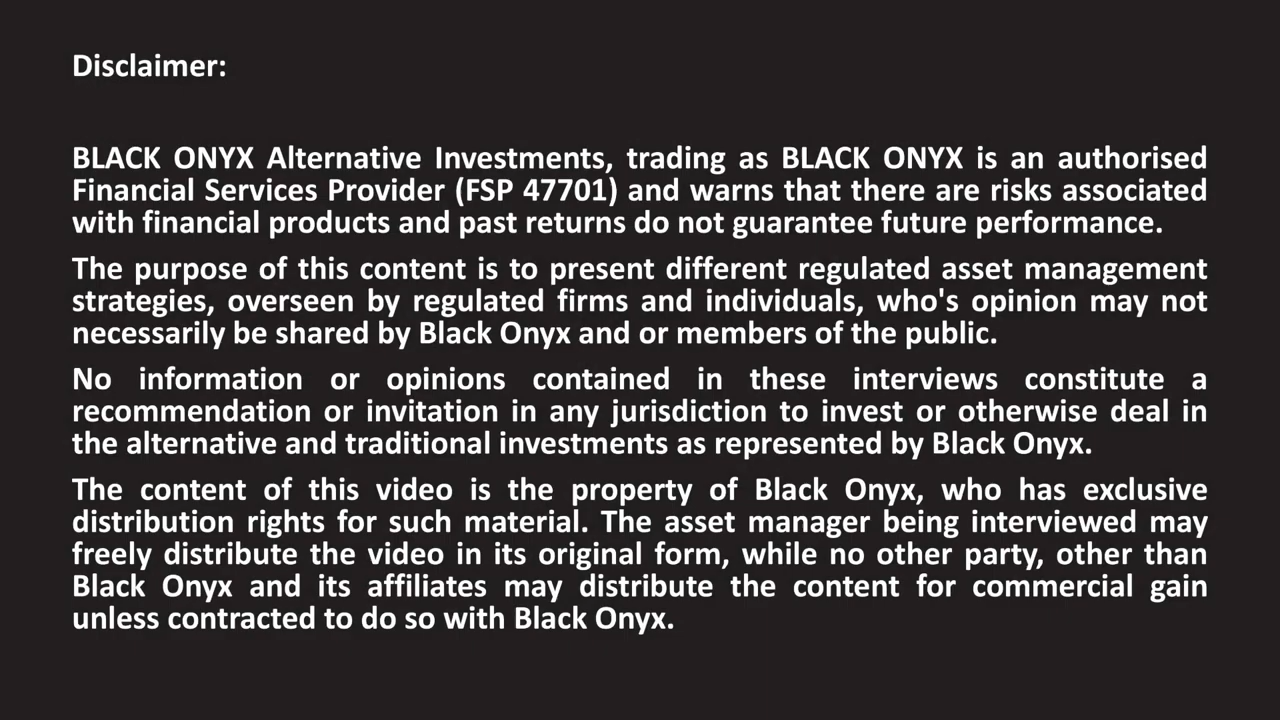 Disclaimer:
BLACK ONYX Alternative Investments, trading as BLACK ONYX is an authorised
Financial Services Provider (FSP 47701) and warns that there are risks associated
with financial products and past returns do not guarantee future performance.
The purpose of this content is to present different regulated asset management
strategies, overseen by regulated firms and individuals, who's opinion may not
necessarily be shared by Black Onyx and or members of the public.
No information or opinions contained in these interviews constitute a
recommendation or invitation in any jurisdiction to invest or otherwise deal in
the alternative and traditional investments as represented by Black Onyx.
The content of this video is the property of Black Onyx, who has exclusive
distribution rights for such material. The asset manager being interviewed may
freely distribute the video in its original form, while no other party, other than
Black Onyx and its affiliates may distribute the content for commercial gain
unless contracted to do so with Black Onyx.